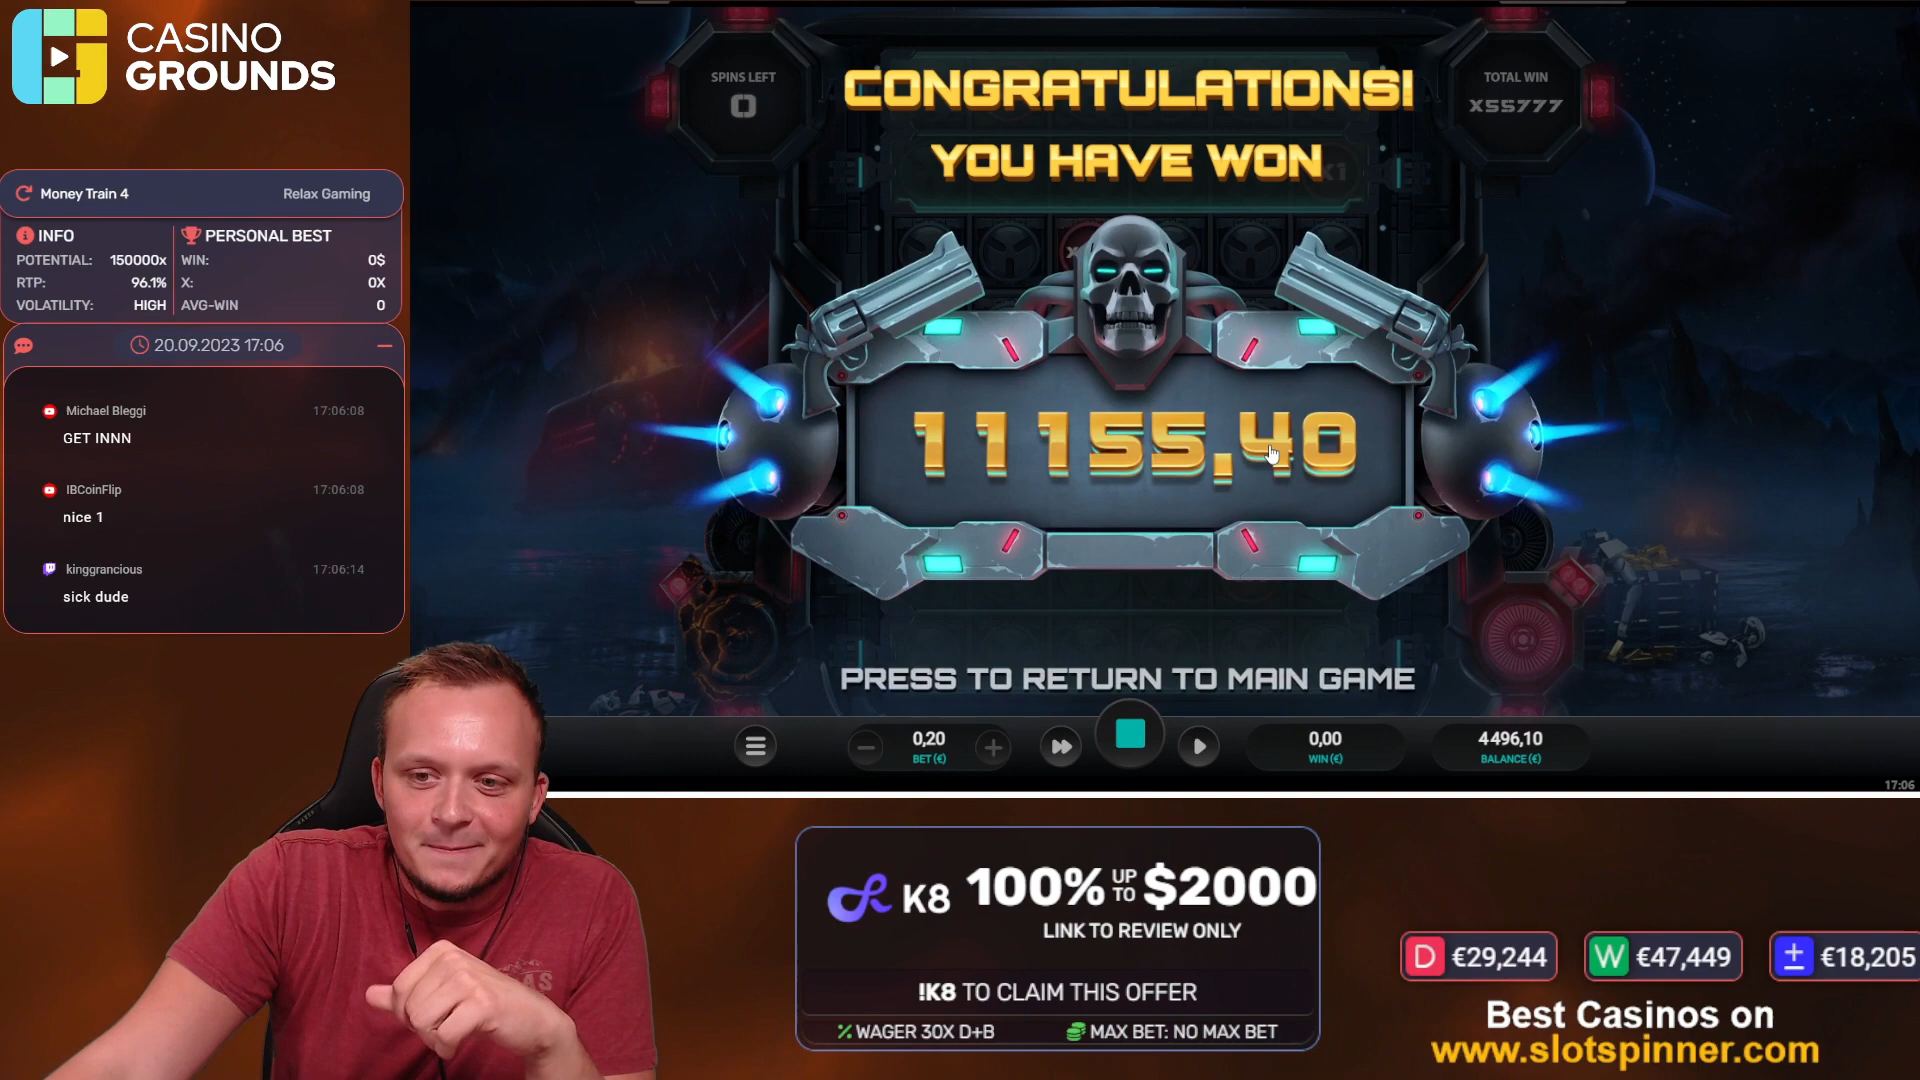 CASINO
GROUNDS
Money Train 4
Relax Gaming
INFO
POTENTIAL: 150000x
RTP: 96.1%
VOLATILITY: HIGH
PERSONAL BEST
WIN: 0$
X: 0X
AVG-WIN 0
20.09.2023 17:06
Michael Bleggi 17:06:08
GET INNN
IBCoinFlip 17:06:08
nice 1
kinggrancious 17:06:14
sick dude
SPINS LEFT
0
CONGRATULATIONS!
YOU HAVE WON
TOTAL WIN
X55777
11 155,40
PRESS TO RETURN TO MAIN GAME
0,20
BET (€)
0,00
WIN (€)
4 496,10
BALANCE (€)
17:06
K8 100% UP TO $2000
LINK TO REVIEW ONLY
!K8 TO CLAIM THIS OFFER
WAGER 30X D+B
MAX BET: NO MAX BET
D €29,244
W €47,449
± €18,205
Best Casinos on
www.slotspinner.com